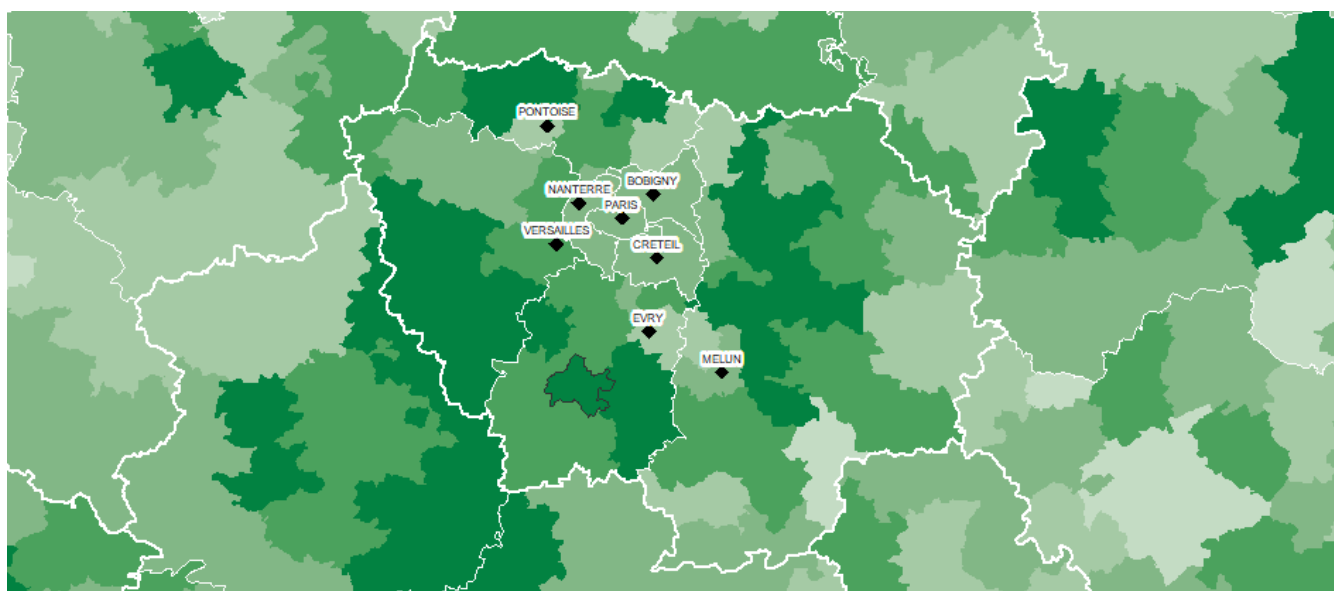 PONTOISE
BOBIGNY
NANTERRE
PARIS
VERSAILLES
CRETEIL
EVRY
MELUN